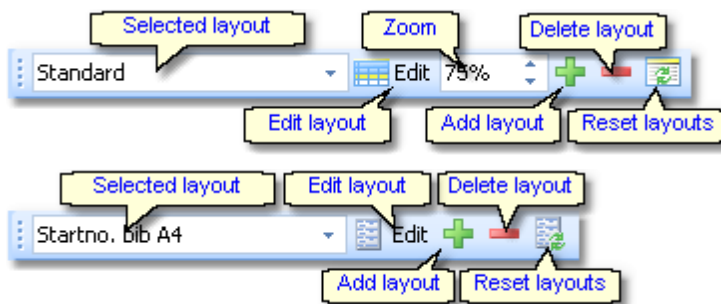 Selected layout
Zoom
Delete layout
Standard
Edit
75%
Edit layout
Add layout
Reset layouts
Selected layout
Edit layout
Delete layout
Startno. bib A4
Edit
Add layout
Reset layouts